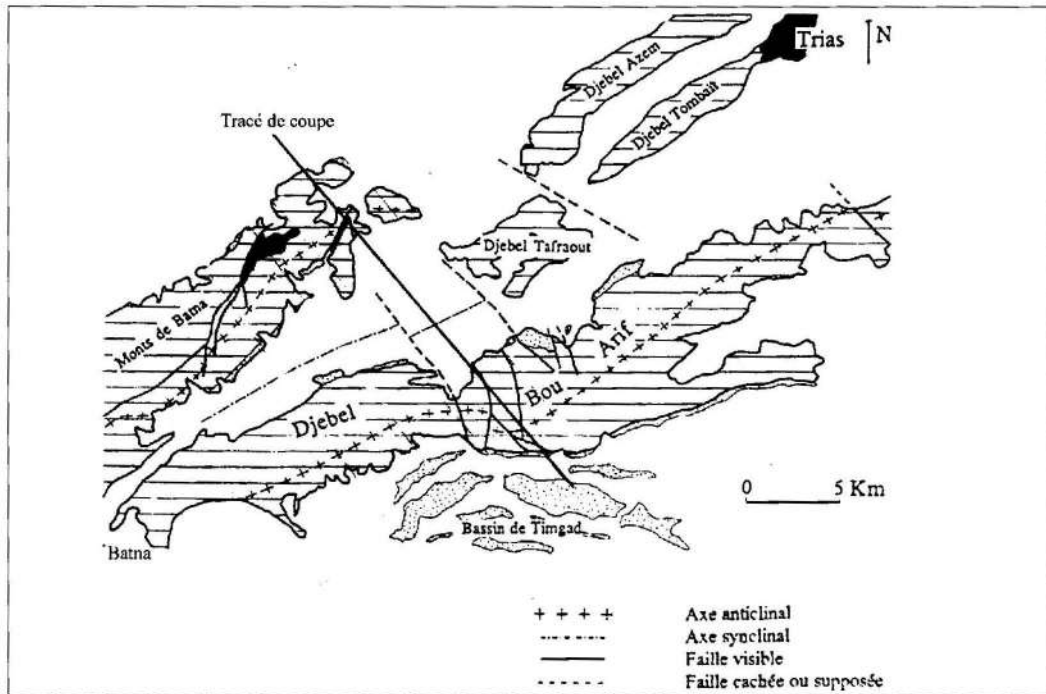 Trias
N
Djebel Azem
Djebel Tombait
Tracé de coupe
Djebel Tafraout
Monts de Batna
Djebel
Bou
Arif
0 5 Km
Bassin de Timgad
Batna
Axe anticlinal
Axe synclinal
Faille visible
Faille cachée ou supposée